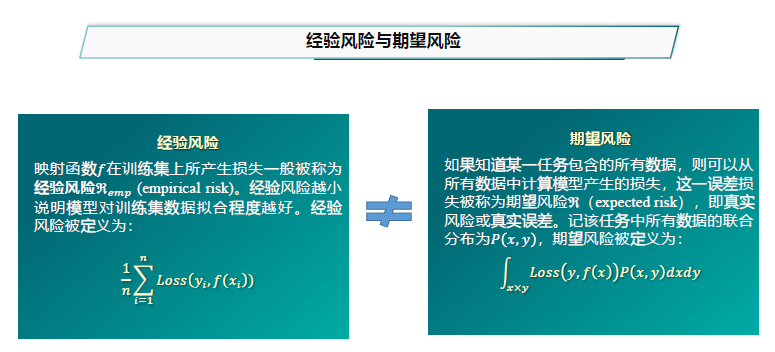 经验风险与期望风险
经验风险
映射函数f在训练集上所产生损失一般被称为
经验风险ℜ_emp (empirical risk)。经验风险越小
说明模型对训练集数据拟合程度越好。经验
风险被定义为：
\frac{1}{n}\sum_{i=1}^{n} Loss(y_i, f(x_i))
≠
期望风险
如果知道某一任务包含的所有数据，则可以从
所有数据中计算模型产生的损失，这一误差损
失被称为期望风险ℜ（expected risk），即真实
风险或真实误差。记该任务中所有数据的联合
分布为P(x, y)，期望风险被定义为：
\int_{x×y} Loss(y, f(x))P(x, y)dxdy